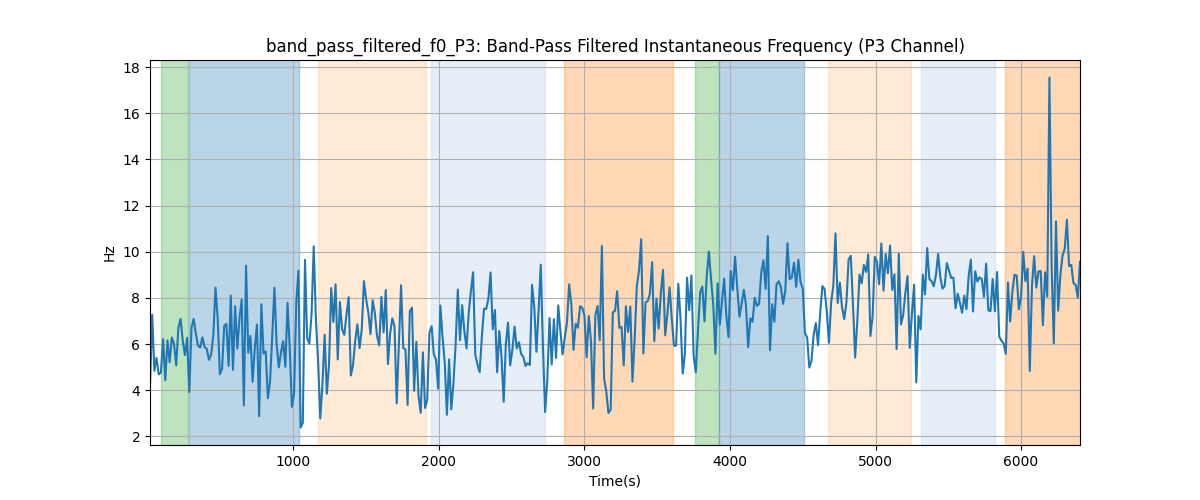 band_pass_filtered_f0_P3: Band-Pass Filtered Instantaneous Frequency (P3 Channel)
18
16
14
12
10
8
6
4
2
Hz
1000 2000 3000 4000 5000 6000
Time(s)